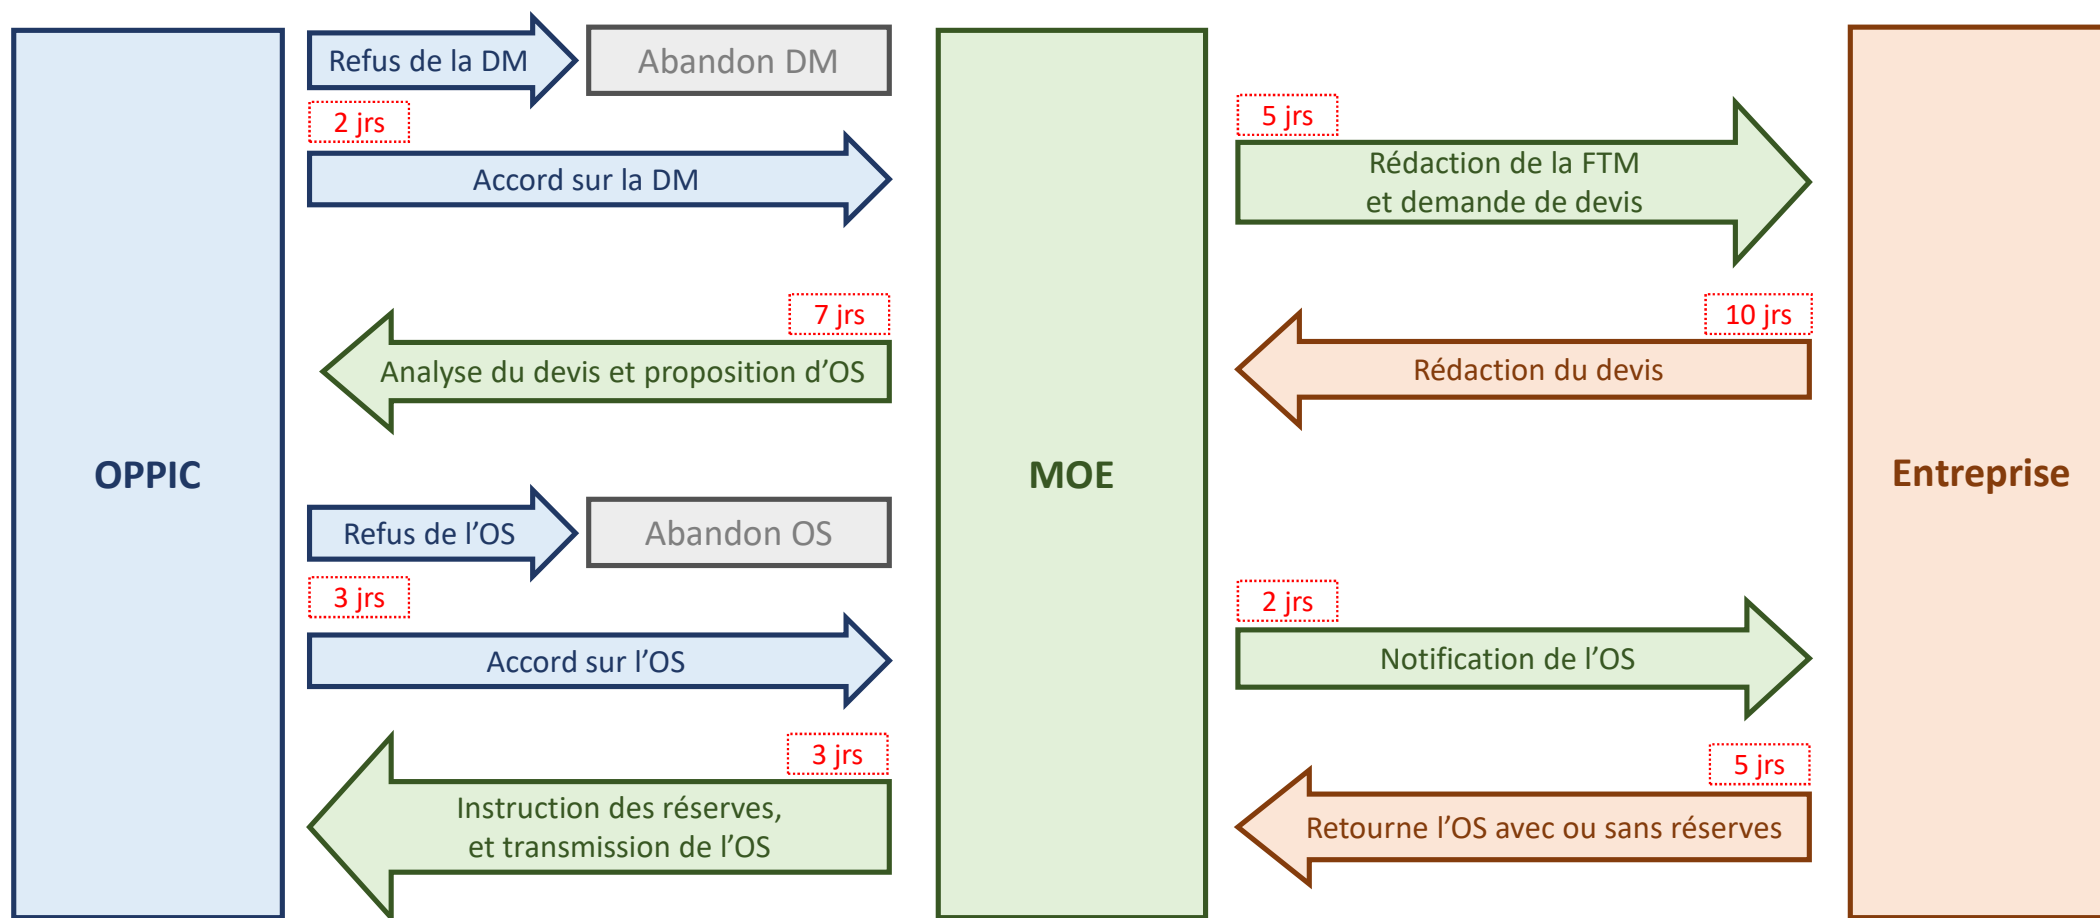 Refus de la DM
Abandon DM
2 jrs
Accord sur la DM
5 jrs
Rédaction de la FTM
et demande de devis
7 jrs
Analyse du devis et proposition d’OS
10 jrs
Rédaction du devis
OPPIC
MOE
Entreprise
Refus de l’OS
Abandon OS
3 jrs
Accord sur l’OS
2 jrs
Notification de l’OS
3 jrs
Instruction des réserves,
et transmission de l’OS
5 jrs
Retourne l’OS avec ou sans réserves